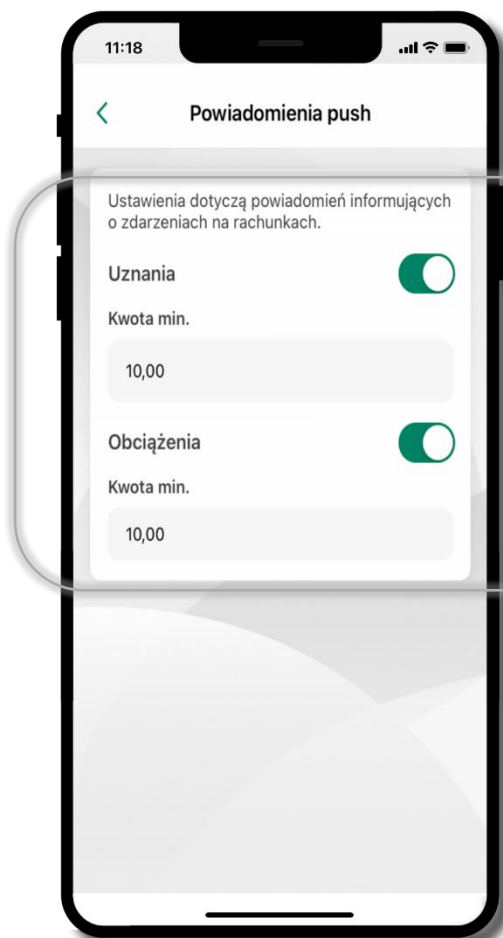 11:18
Powiadomienia push
Ustawienia dotyczą powiadomień informujących
o zdarzeniach na rachunkach.
Uznania
Kwota min.
10,00
Obciążenia
Kwota min.
10,00